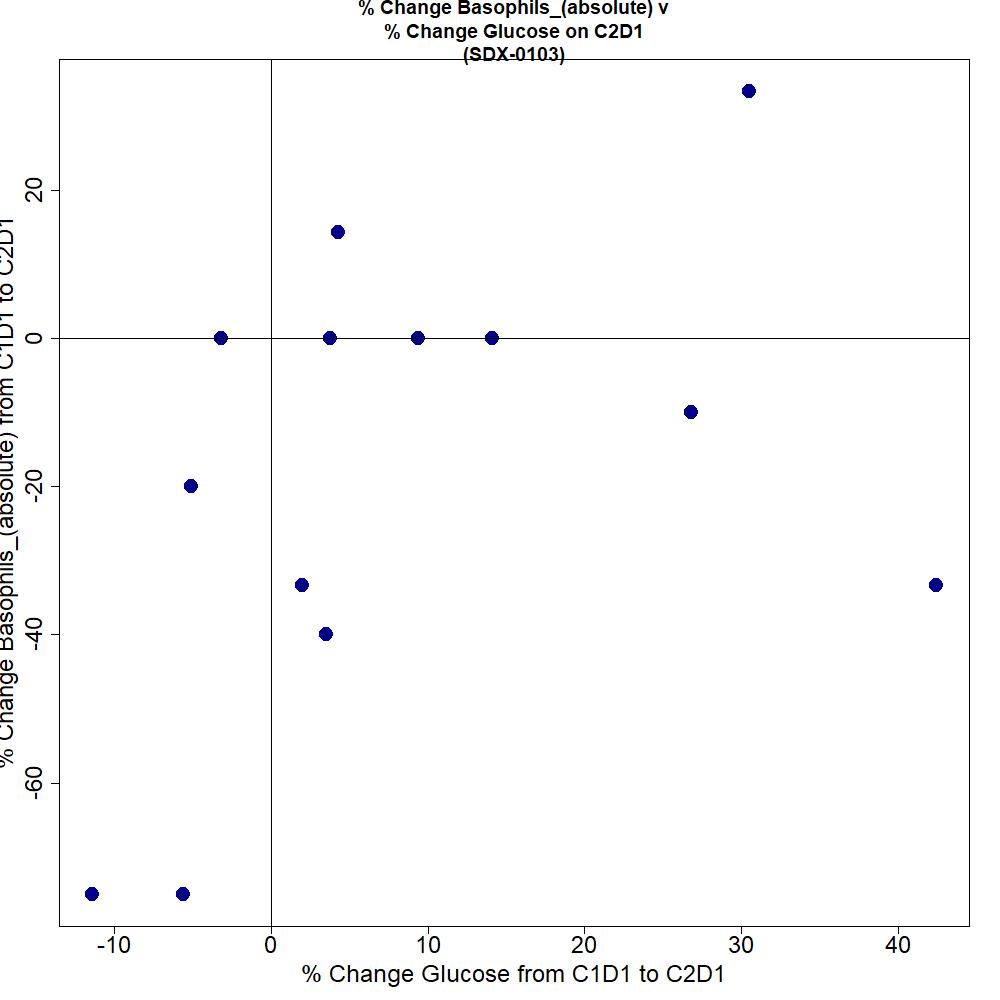 % Change Basophils_(absolute) v
% Change Glucose on C2D1
(SDX-0103)
% Change Basophils_(absolute) from C1D1 to C2D1
20
0
-20
-40
-60
-10
0
10
20
30
40
% Change Glucose from C1D1 to C2D1